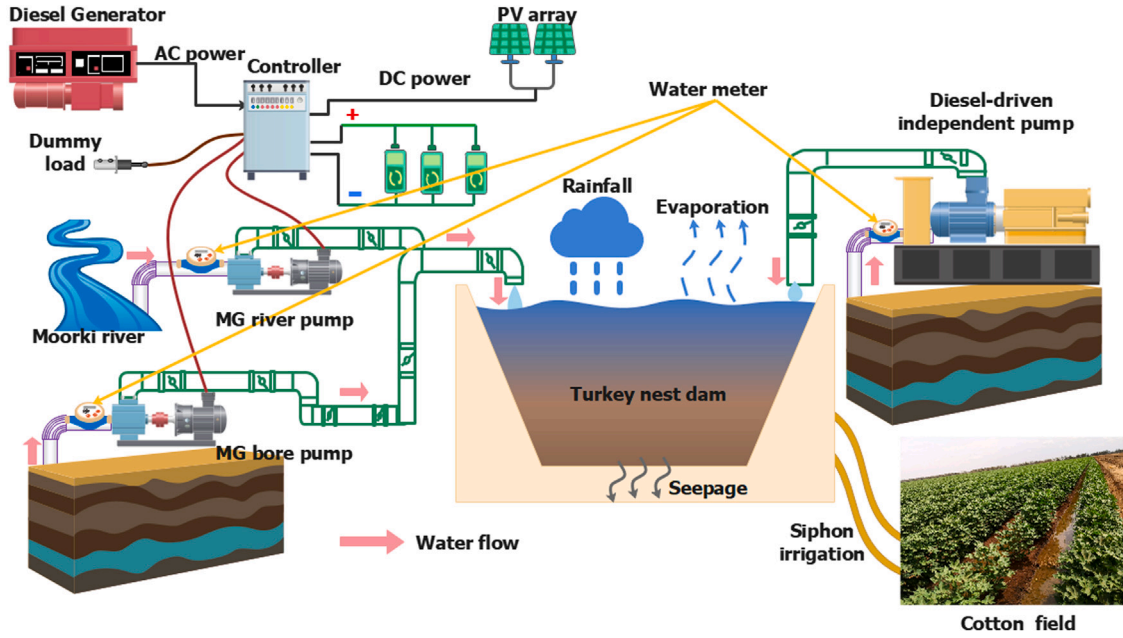 Diesel Generator
PV array
AC power
Controller
DC power
Water meter
Diesel-driven
independent pump
+
Dummy
load
Rainfall
Evaporation
–
MG river pump
Moorki river
Turkey nest dam
MG bore pump
Seepage
Water flow
Siphon
irrigation
Cotton field